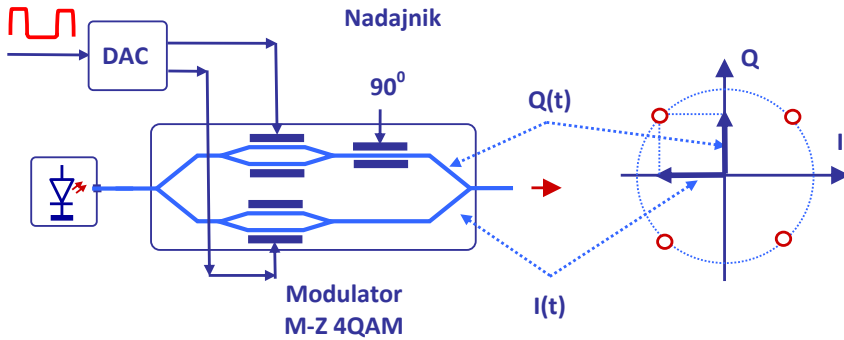 Nadajnik
DAC
90⁰
Q(t)
Q
I
I(t)
Modulator
M-Z 4QAM